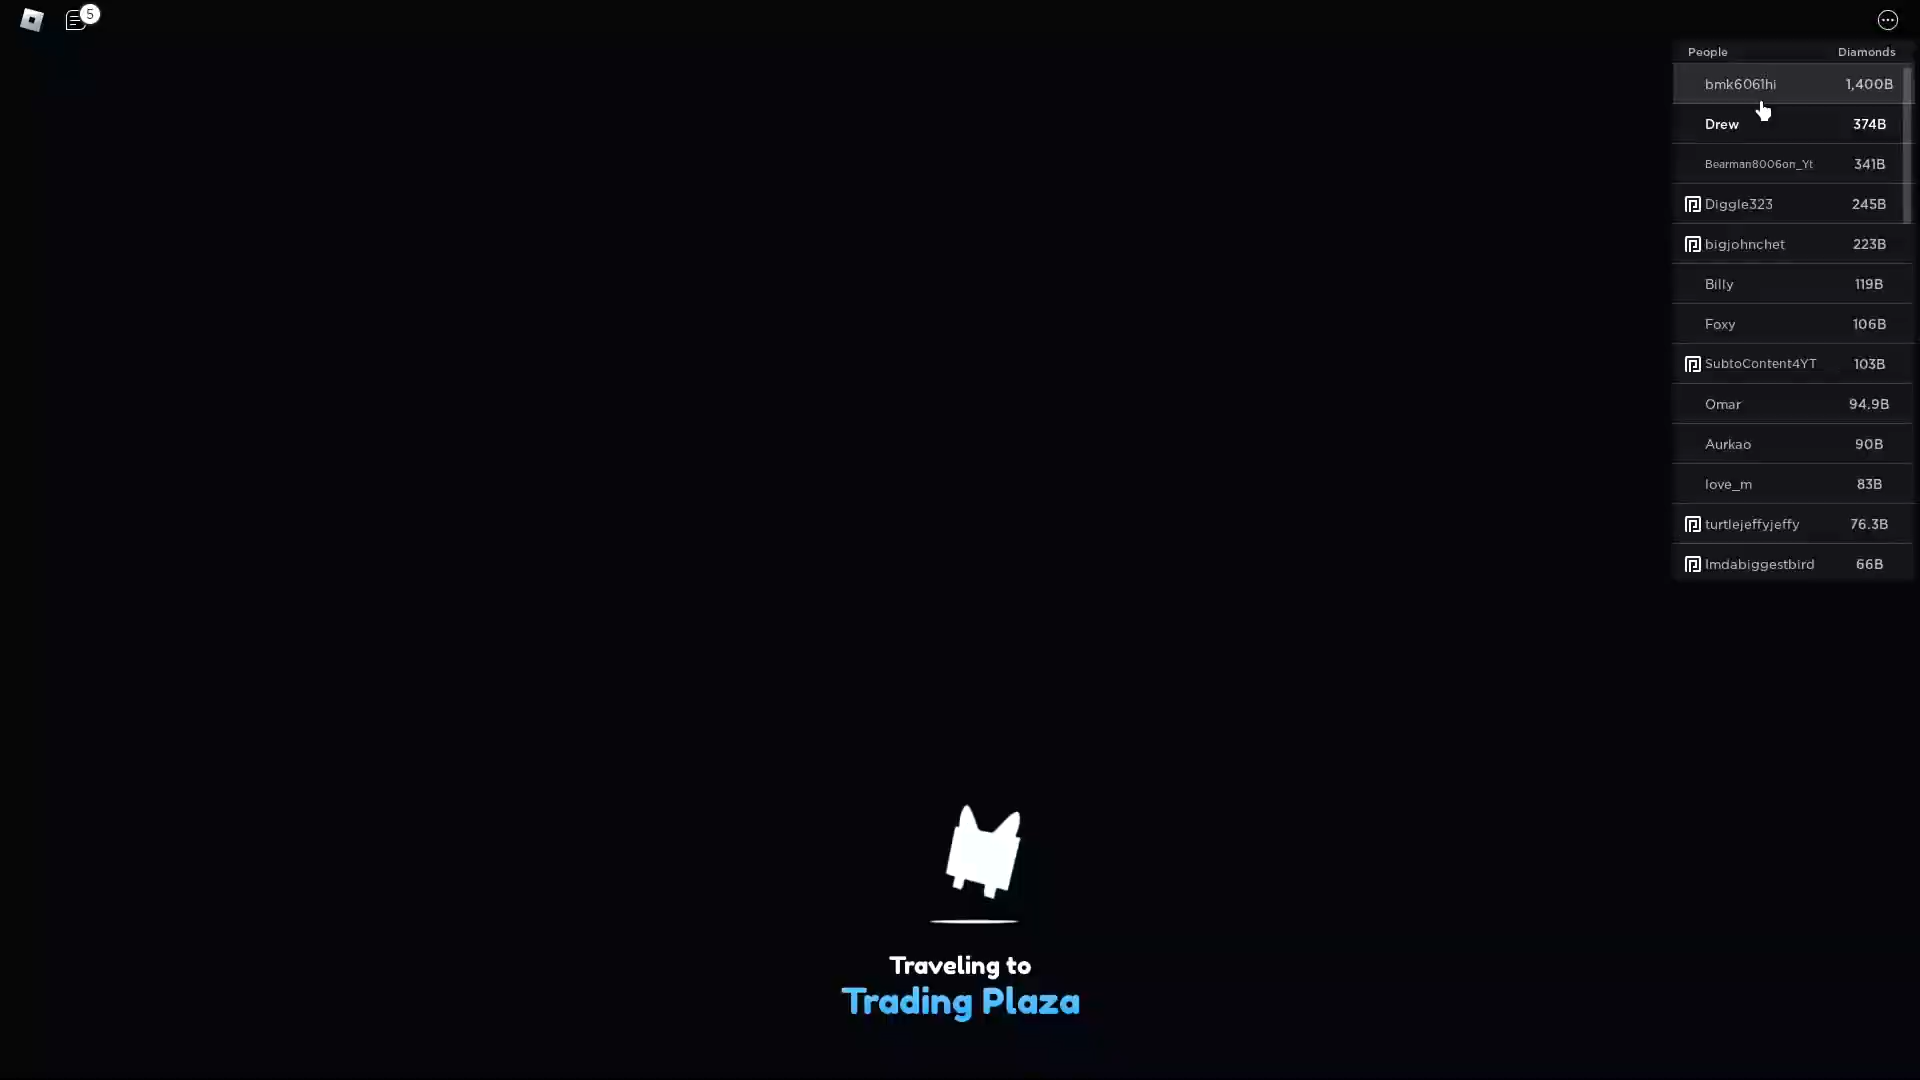 5
People Diamonds
bmk6061hi 1,400B
Drew 374B
Bearman8006on_Yt 341B
Diggle323 245B
bigjohnchet 223B
Billy 119B
Foxy 106B
SubtoContent4YT 103B
Omar 94.9B
Aurkao 90B
love_m 83B
turtlejeffyjeffy 76.3B
Imdabiggestbird 66B
Traveling to
Trading Plaza